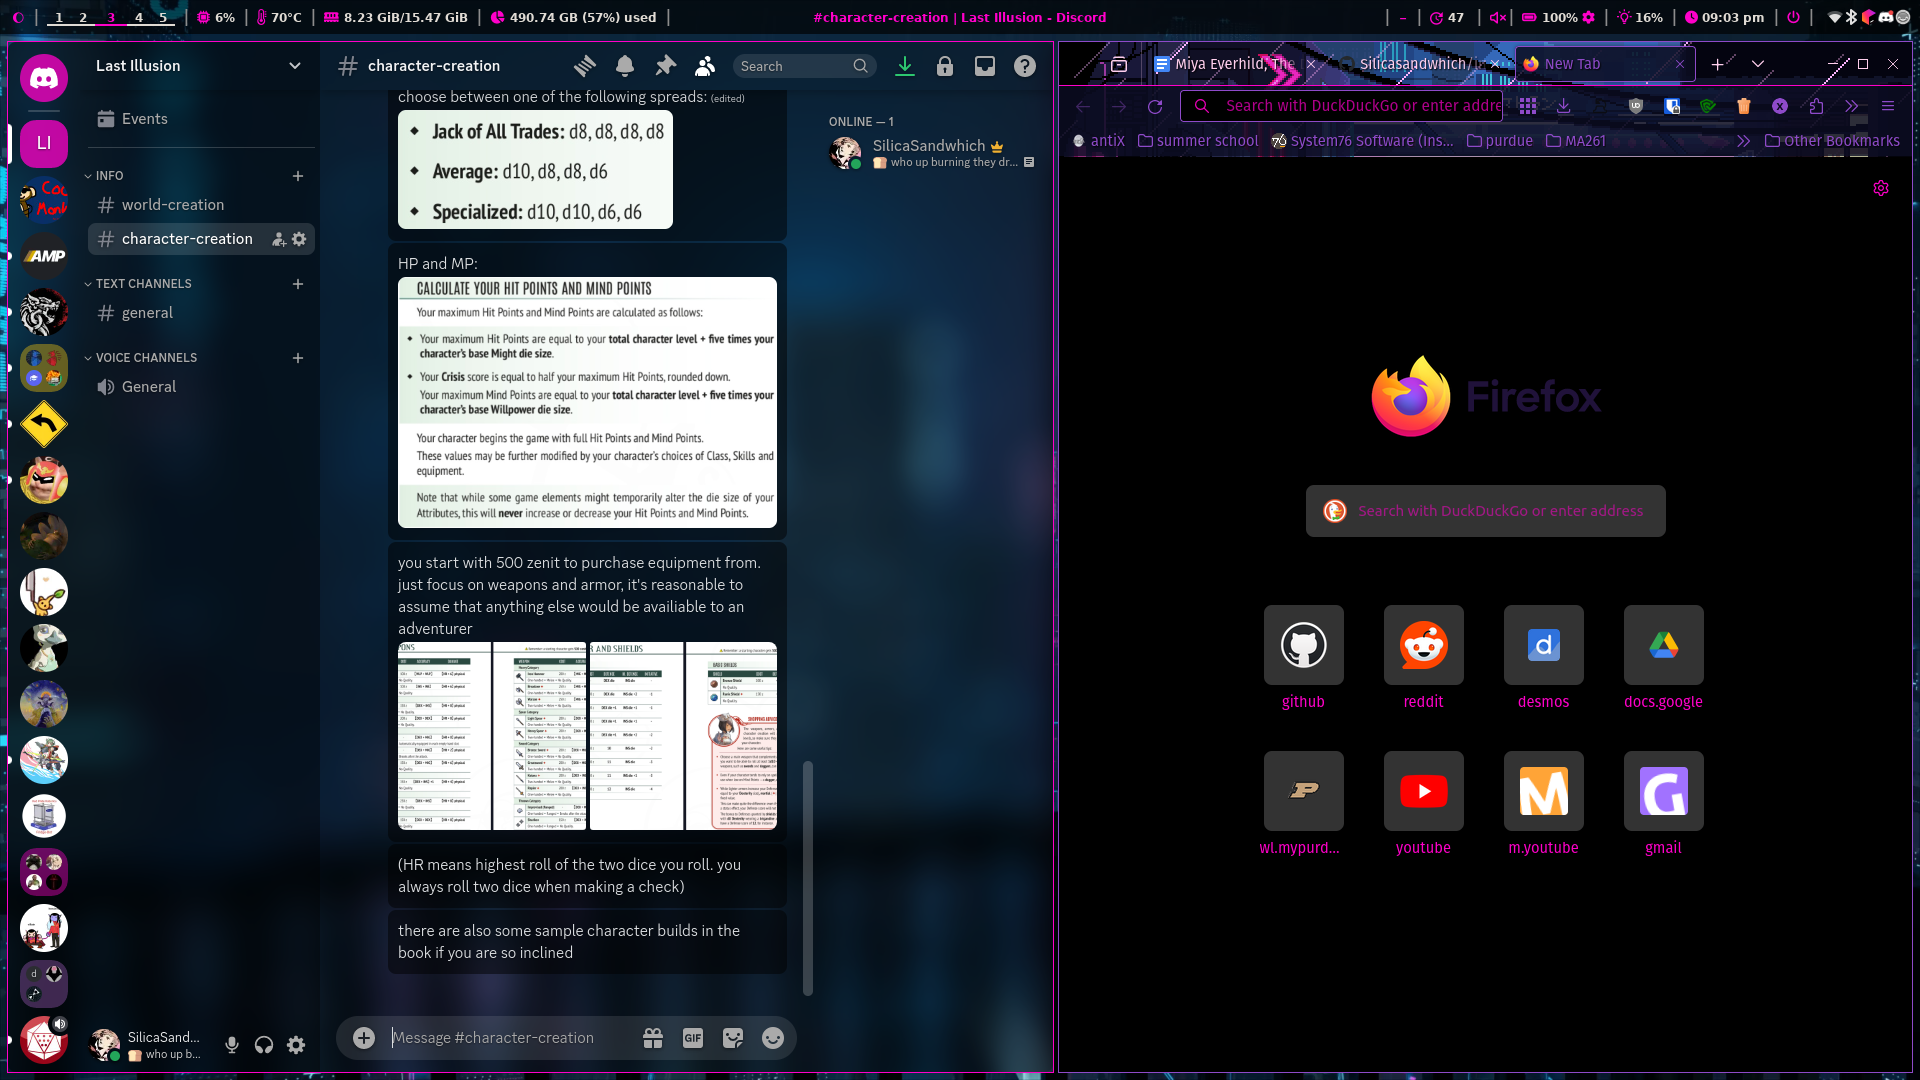 1 2 3 4 5
6%
70°C
8.23 GiB/15.47 GiB
490.74 GB (57%) used
#character-creation | Last Illusion - Discord
47
100%
16%
09:03 pm
Last Illusion
Events
INFO
world-creation
character-creation
TEXT CHANNELS
general
VOICE CHANNELS
General
LI
AMP
SilicaSand...
who up b...
character-creation
Search
choose between one of the following spreads: (edited)
Jack of All Trades: d8, d8, d8, d8
Average: d10, d8, d8, d6
Specialized: d10, d10, d6, d6
HP and MP:
CALCULATE YOUR HIT POINTS AND MIND POINTS
Your maximum Hit Points and Mind Points are calculated as follows:
Your maximum Hit Points are equal to your total character level + five times your
character's base Might die size.
Your Crisis score is equal to half your maximum Hit Points, rounded down.
Your maximum Mind Points are equal to your total character level + five times your
character's base Willpower die size.
Your character begins the game with full Hit Points and Mind Points.
These values may be further modified by your character's choices of Class, Skills and
equipment.
Note that while some game elements might temporarily alter the die size of your
Attributes, this will never increase or decrease your Hit Points and Mind Points.
you start with 500 zenit to purchase equipment from.
just focus on weapons and armor, it's reasonable to
assume that anything else would be availiable to an
adventurer
R AND SHIELDS
(HR means highest roll of the two dice you roll. you
always roll two dice when making a check)
there are also some sample character builds in the
book if you are so inclined
Message #character-creation
GIF
ONLINE — 1
SilicaSandwhich
who up burning they dr...
Miya Everhild, The
Silicasandwhich/
New Tab
Search with DuckDuckGo or enter addre
antiX
summer school
System76 Software (Ins...
purdue
MA261
Other Bookmarks
Firefox
Search with DuckDuckGo or enter address
github
reddit
desmos
docs.google
wl.mypurd...
youtube
m.youtube
gmail